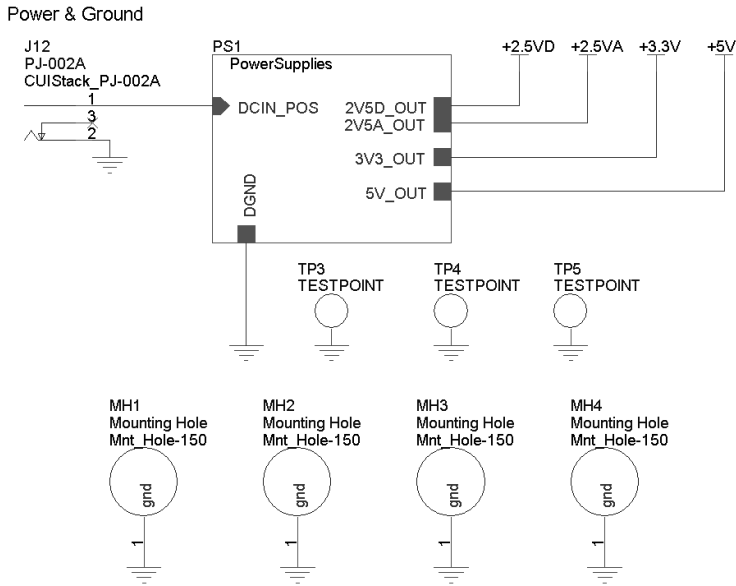 Power & Ground
J12
PJ-002A
CUIStack_PJ-002A
1
3
2
PS1
PowerSupplies
DCIN_POS
DGND
2V5D_OUT
2V5A_OUT
3V3_OUT
5V_OUT
+2.5VD
+2.5VA
+3.3V
+5V
TP3
TESTPOINT
TP4
TESTPOINT
TP5
TESTPOINT
MH1
Mounting Hole
Mnt_Hole-150
gnd
1
MH2
Mounting Hole
Mnt_Hole-150
gnd
1
MH3
Mounting Hole
Mnt_Hole-150
gnd
1
MH4
Mounting Hole
Mnt_Hole-150
gnd
1